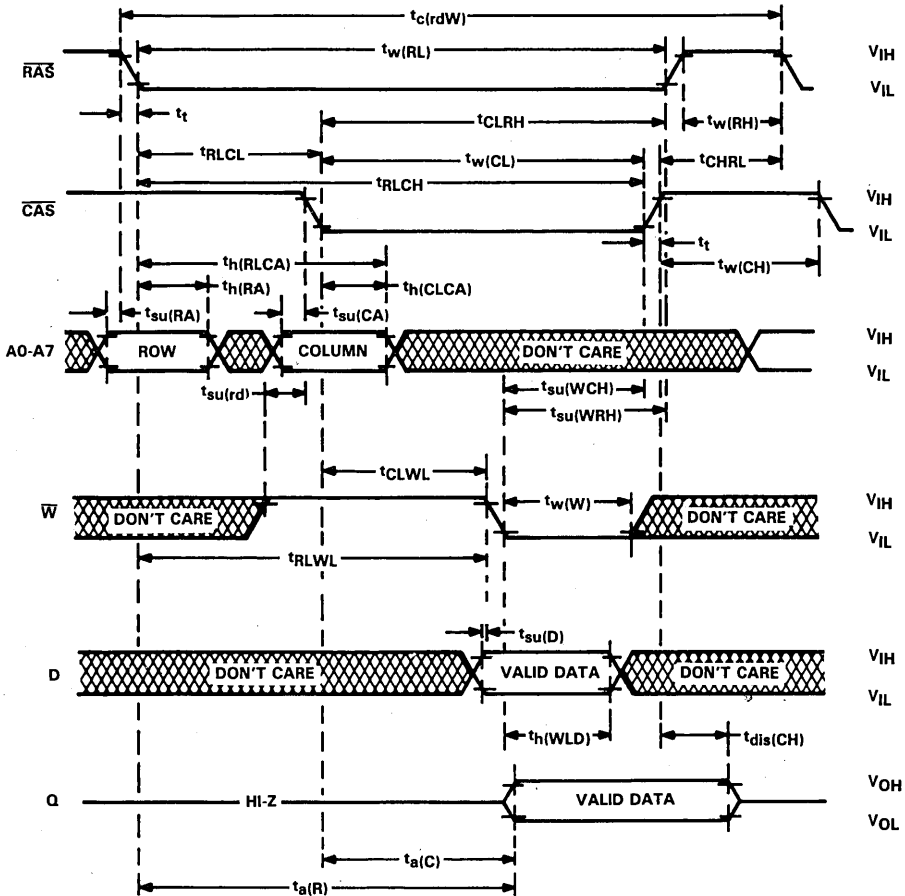 tc(rdW)
tw(RL)
VIH
RAS
VIL
tt
tCLRH
tw(RH)
tRLCL
tw(CL)
tCHRL
tRLCH
VIH
CAS
VIL
tt
th(RLCA)
tw(CH)
th(RA)
th(CLCA)
tsu(RA)
tsu(CA)
VIH
A0-A7
ROW
COLUMN
DON'T CARE
VIL
tsu(WCH)
tsu(rd)
tsu(WRH)
tCLWL
tw(W)
VIH
W
DON'T CARE
DON'T CARE
VIL
tRLWL
tsu(D)
VIH
D
DON'T CARE
VALID DATA
DON'T CARE
VIL
th(WLD)
tdis(CH)
VOH
Q
HI-Z
VALID DATA
VOL
ta(C)
ta(R)